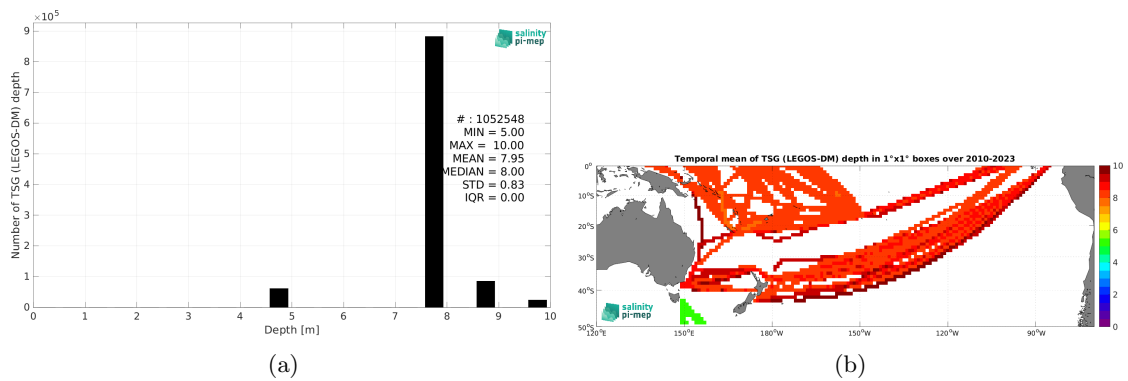 ×10⁵
9
8
7
6
5
4
3
2
1
0
Number of TSG (LEGOS-DM) depth
salinity
pi-mep
# : 1052548
MIN = 5.00
MAX = 10.00
MEAN = 7.95
MEDIAN = 8.00
STD = 0.83
IQR = 0.00
0 1 2 3 4 5 6 7 8 9 10
Depth [m]
(a)
Temporal mean of TSG (LEGOS-DM) depth in 1°x1° boxes over 2010-2023
0°
10°S
20°S
30°S
40°S
50°S
120°E 150°E 180°W 150°W 120°W 90°W
salinity
pi-mep
10
8
6
4
2
0
(b)